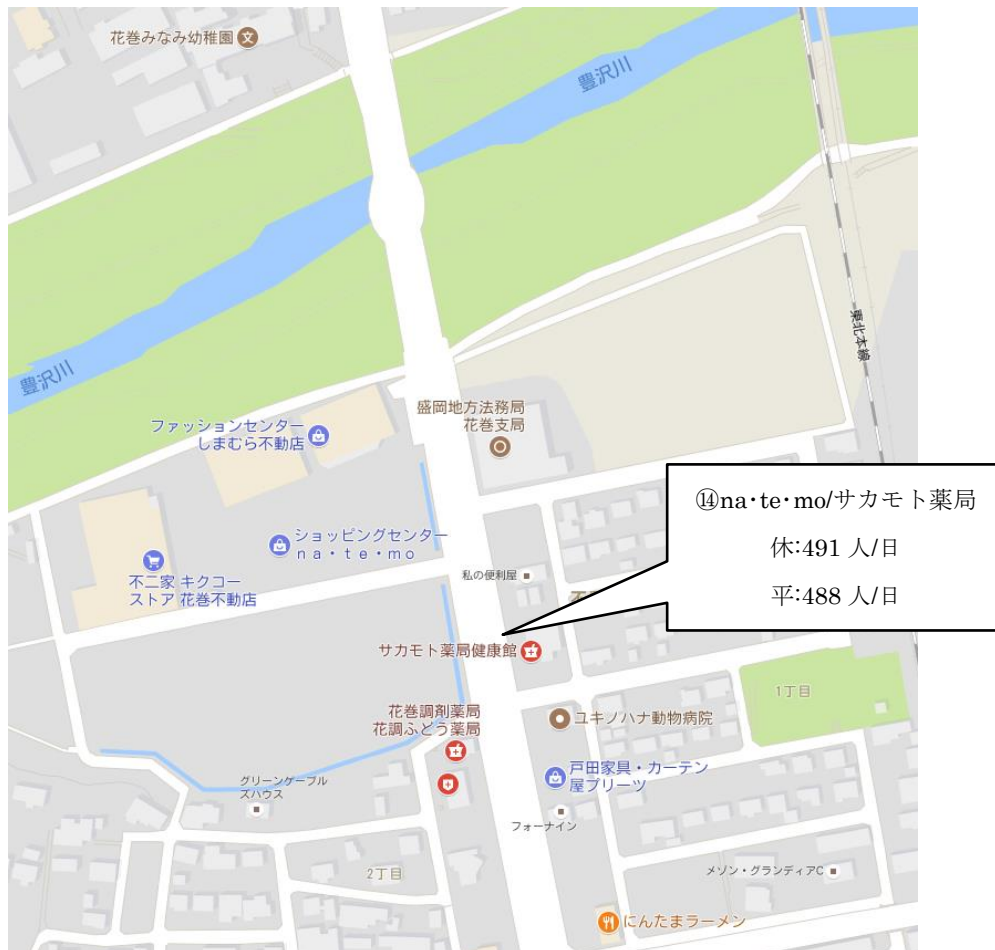 花巻みなみ幼稚園
豊沢川
東北本線
豊沢川
盛岡地方法務局
花巻支局
ファッションセンター
しまむら不動店
⑭na・te・mo/サカモト薬局
休:491 人/日
平:488 人/日
ショッピングセンター
na・te・mo
不二家 キクコー
ストア 花巻不動店
私の便利屋
サカモト薬局健康館
1丁目
花巻調剤薬局
花調ふどう薬局
ユキノハナ動物病院
戸田家具・カーテン
屋プリーツ
グリーンケーブル
ズハウス
フォーナイン
2丁目
メゾン・グランディアC
にんたまラーメン